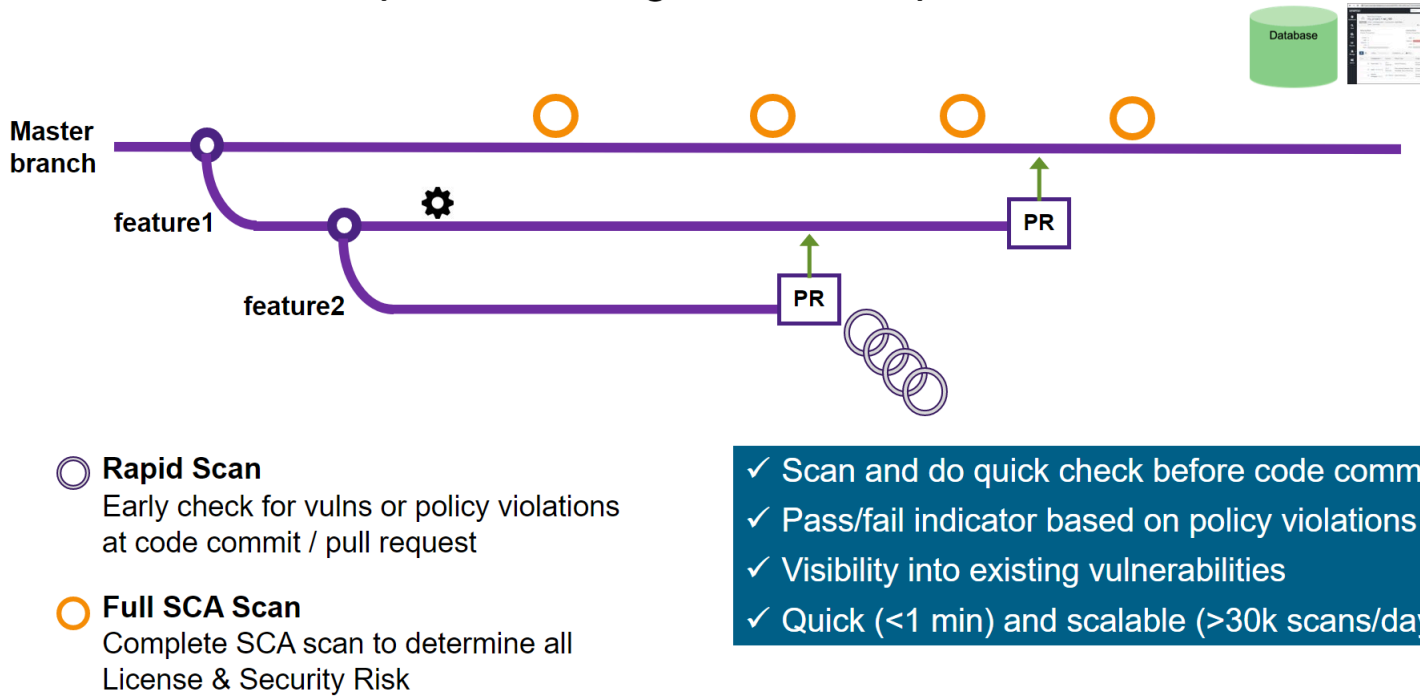 Database
Master
branch
feature1
PR
feature2
PR
Rapid Scan
Early check for vulns or policy violations
at code commit / pull request
Full SCA Scan
Complete SCA scan to determine all
License & Security Risk
✓ Scan and do quick check before code comm
✓ Pass/fail indicator based on policy violations
✓ Visibility into existing vulnerabilities
✓ Quick (<1 min) and scalable (>30k scans/day